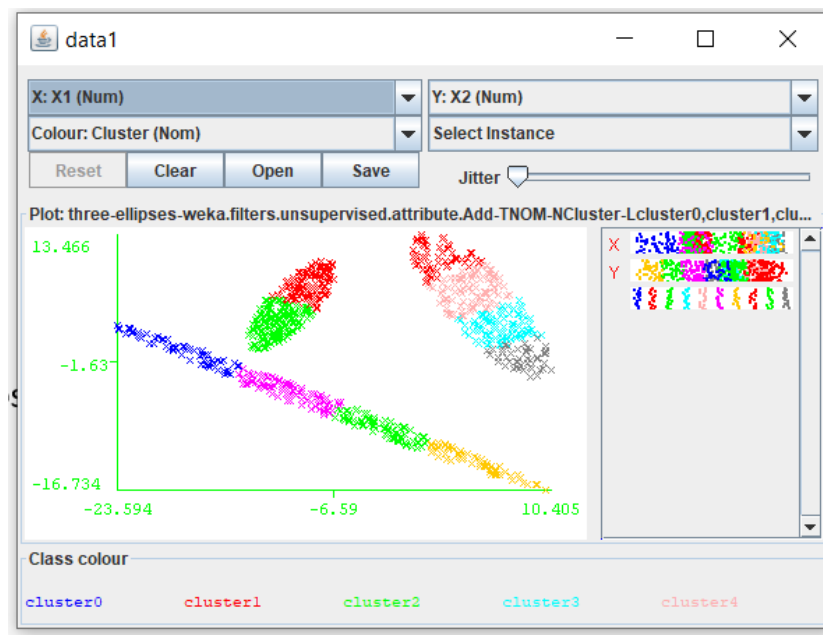 data1
X: X1 (Num) Y: X2 (Num)
Colour: Cluster (Nom) Select Instance
Reset Clear Open Save Jitter
Plot: three-ellipses-weka.filters.unsupervised.attribute.Add-TNOM-NCluster-Lcluster0,cluster1,clu...
13.466
-1.63
-16.734
-23.594 -6.59 10.405
X
Y
Class colour
cluster0 cluster1 cluster2 cluster3 cluster4